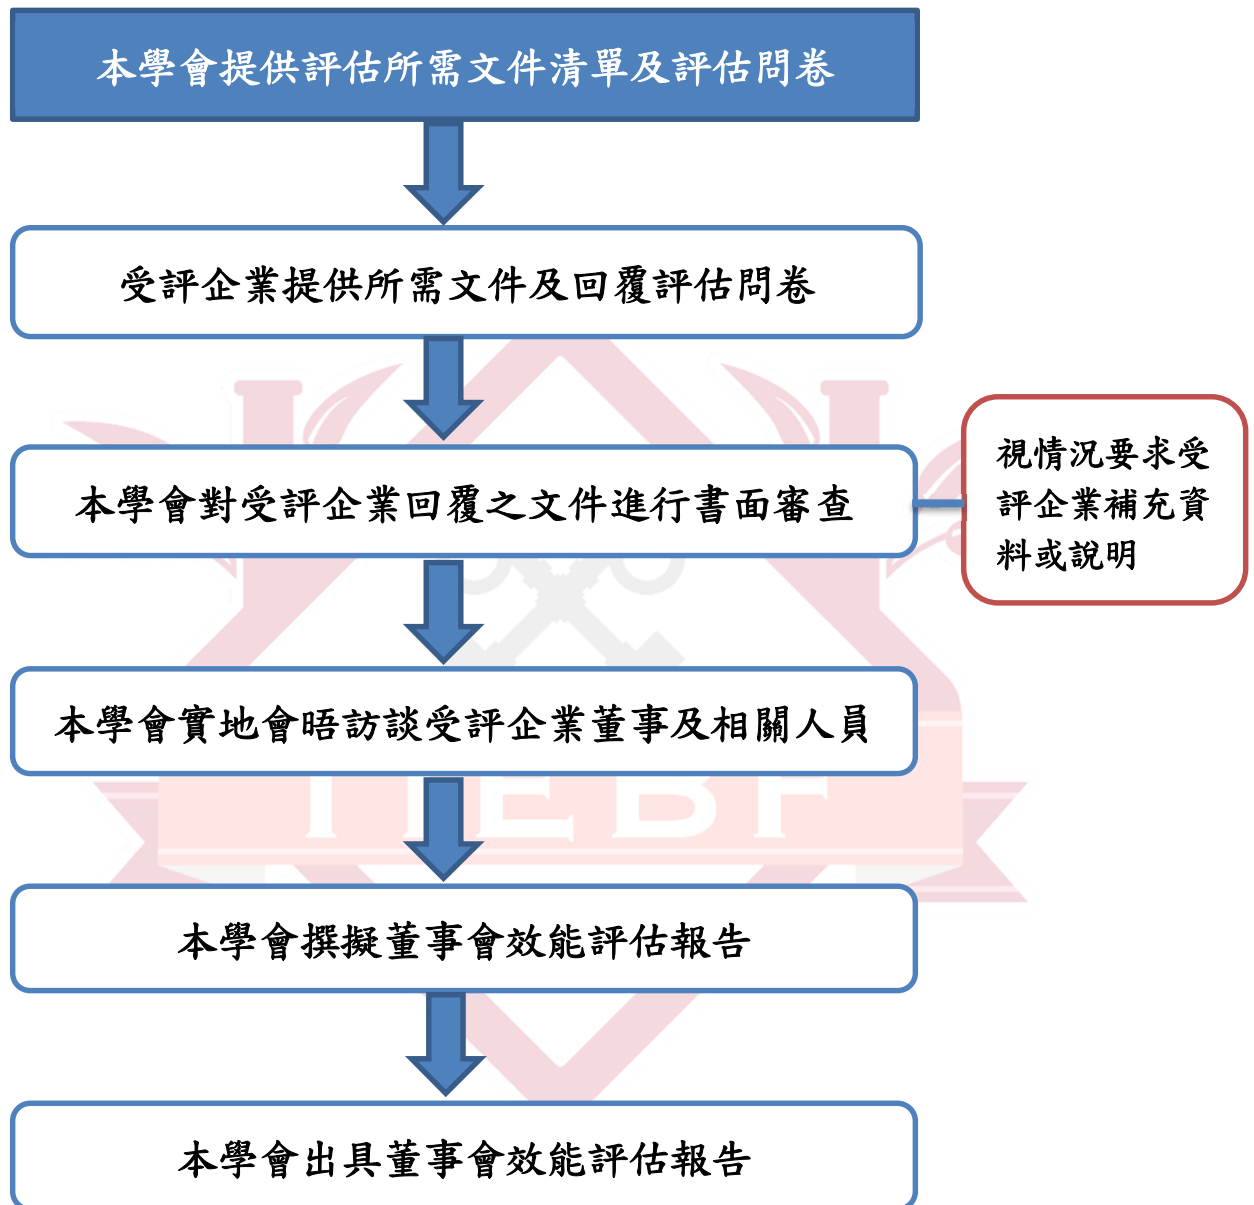 本學會提供評估所需文件清單及評估問卷
受評企業提供所需文件及回覆評估問卷
本學會對受評企業回覆之文件進行書面審查
視情況要求受
評企業補充資
料或說明
本學會實地會晤訪談受評企業董事及相關人員
本學會撰擬董事會效能評估報告
本學會出具董事會效能評估報告